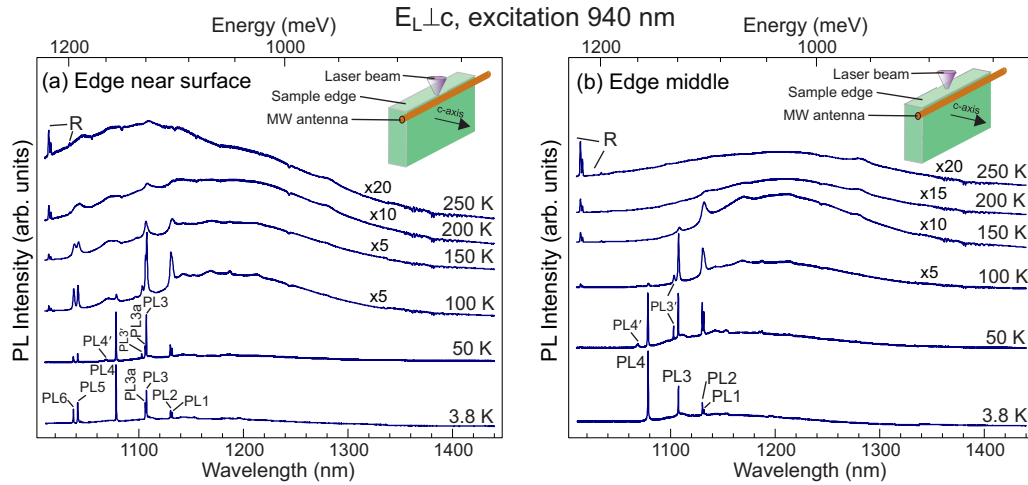 E_L⊥c, excitation 940 nm
Energy (meV)
1200 1000
(a) Edge near surface
Laser beam
Sample edge
MW antenna
c-axis
R
x20
250 K
x10
200 K
x5
150 K
x5
100 K
PL4′ PL3′ PL3a PL3
50 K
PL6 PL5 PL4 PL3a PL3 PL2 PL1
3.8 K
PL Intensity (arb. units)
1100 1200 1300 1400
Wavelength (nm)
Energy (meV)
1200 1000
(b) Edge middle
Laser beam
Sample edge
MW antenna
c-axis
R
x20
250 K
x15
200 K
x10
150 K
x5
100 K
PL4′ PL3′
50 K
PL4 PL3 PL2 PL1
3.8 K
PL Intensity (arb. units)
1100 1200 1300 1400
Wavelength (nm)